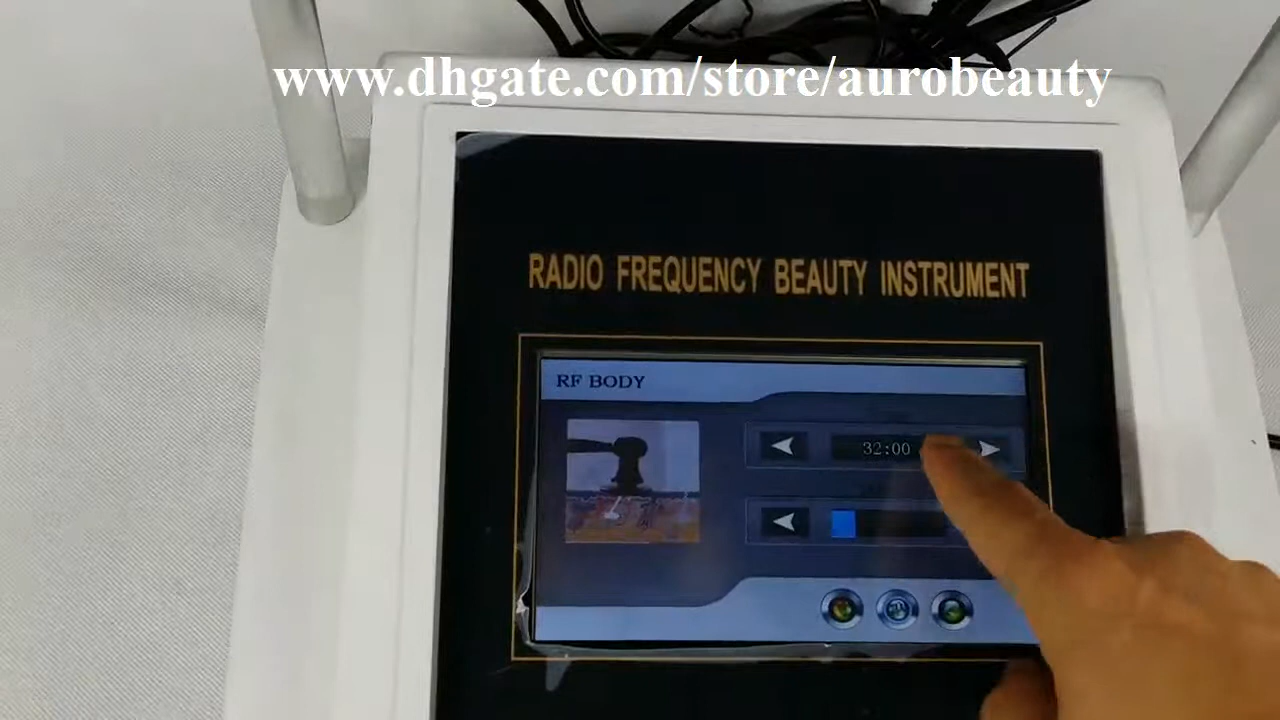 www.dhgate.com/store/aurobeauty
RADIO FREQUENCY BEAUTY INSTRUMENT
RF BODY
32:00